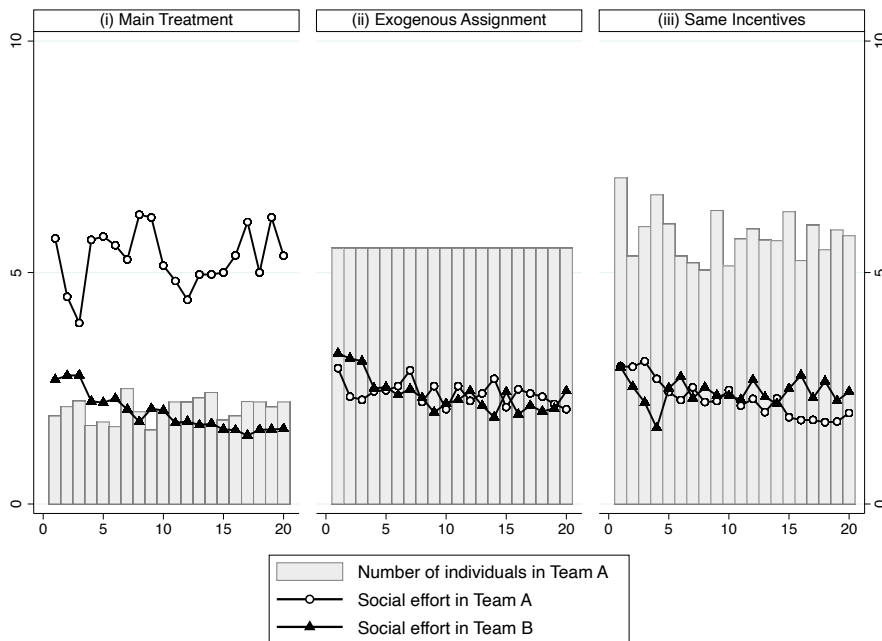 (i) Main Treatment
(ii) Exogenous Assignment
(iii) Same Incentives
10
10
5
5
0
0
0 5 10 15 20
0 5 10 15 20
0 5 10 15 20
Number of individuals in Team A
Social effort in Team A
Social effort in Team B